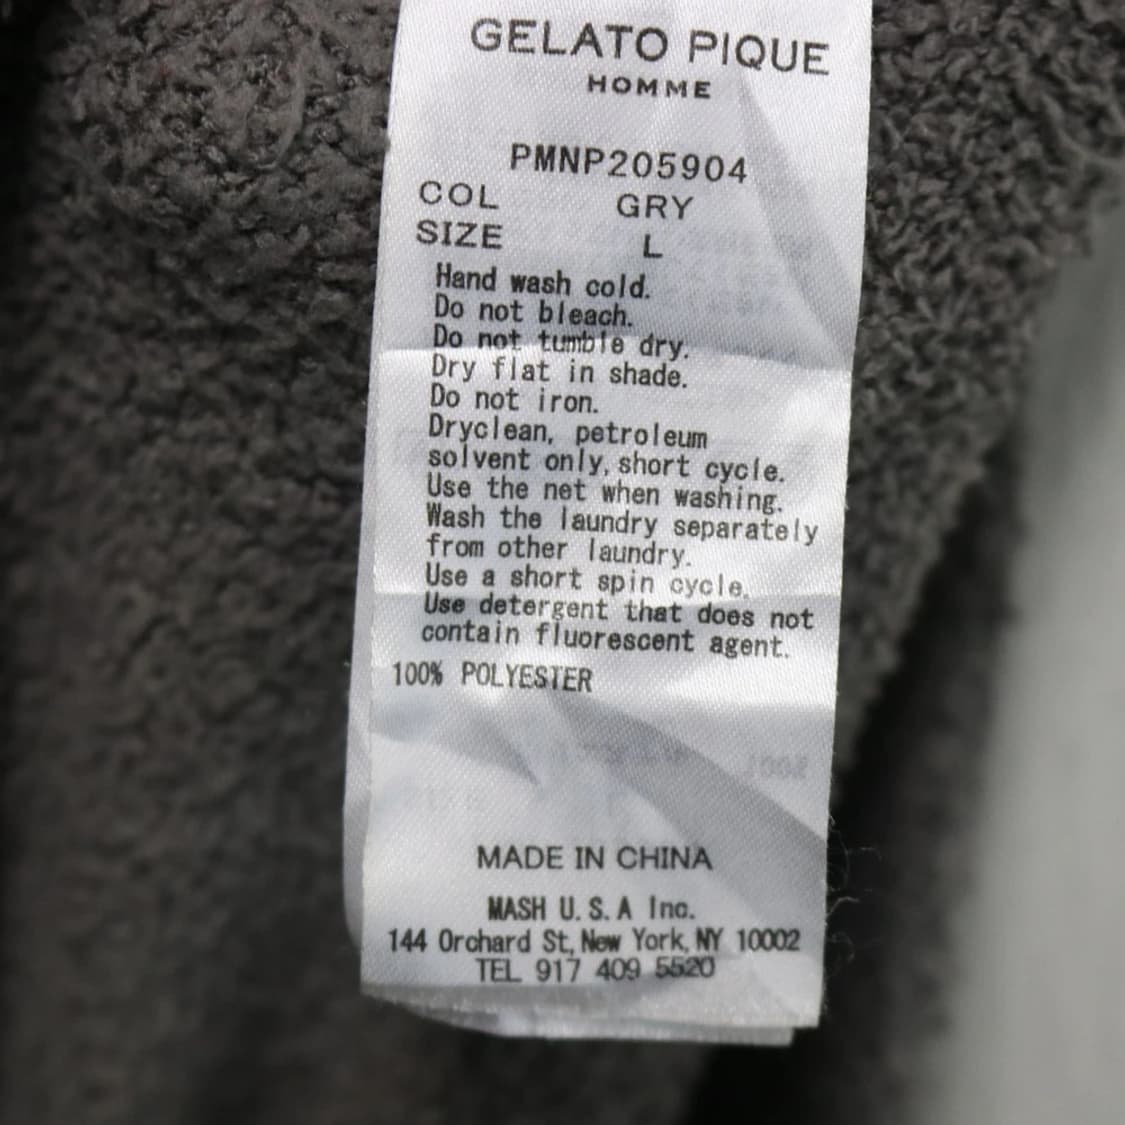 GELATO PIQUE
HOMME
PMNP205904
COL GRY
SIZE L
Hand wash cold.
Do not bleach.
Do not tumble dry.
Dry flat in shade.
Do not iron.
Dryclean, petroleum
solvent only, short cycle.
Use the net when washing.
Wash the laundry separately
from other laundry.
Use a short spin cycle.
Use detergent that does not
contain fluorescent agent.
100% POLYESTER
MADE IN CHINA
MASH U.S.A Inc.
144 Orchard St, New York, NY 10002
TEL 917 409 5520